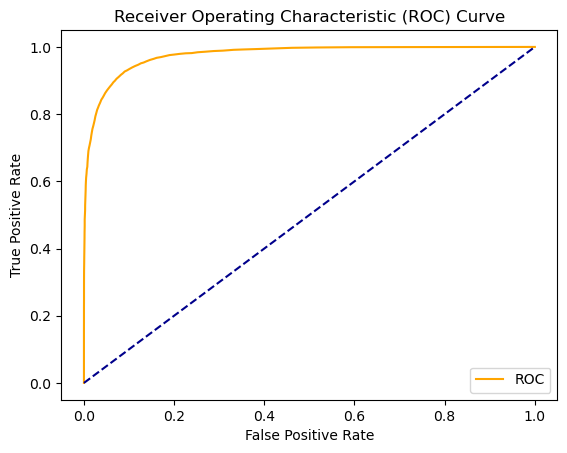 Receiver Operating Characteristic (ROC) Curve
1.0
0.8
0.6
0.4
0.2
0.0
True Positive Rate
ROC
0.0 0.2 0.4 0.6 0.8 1.0
False Positive Rate